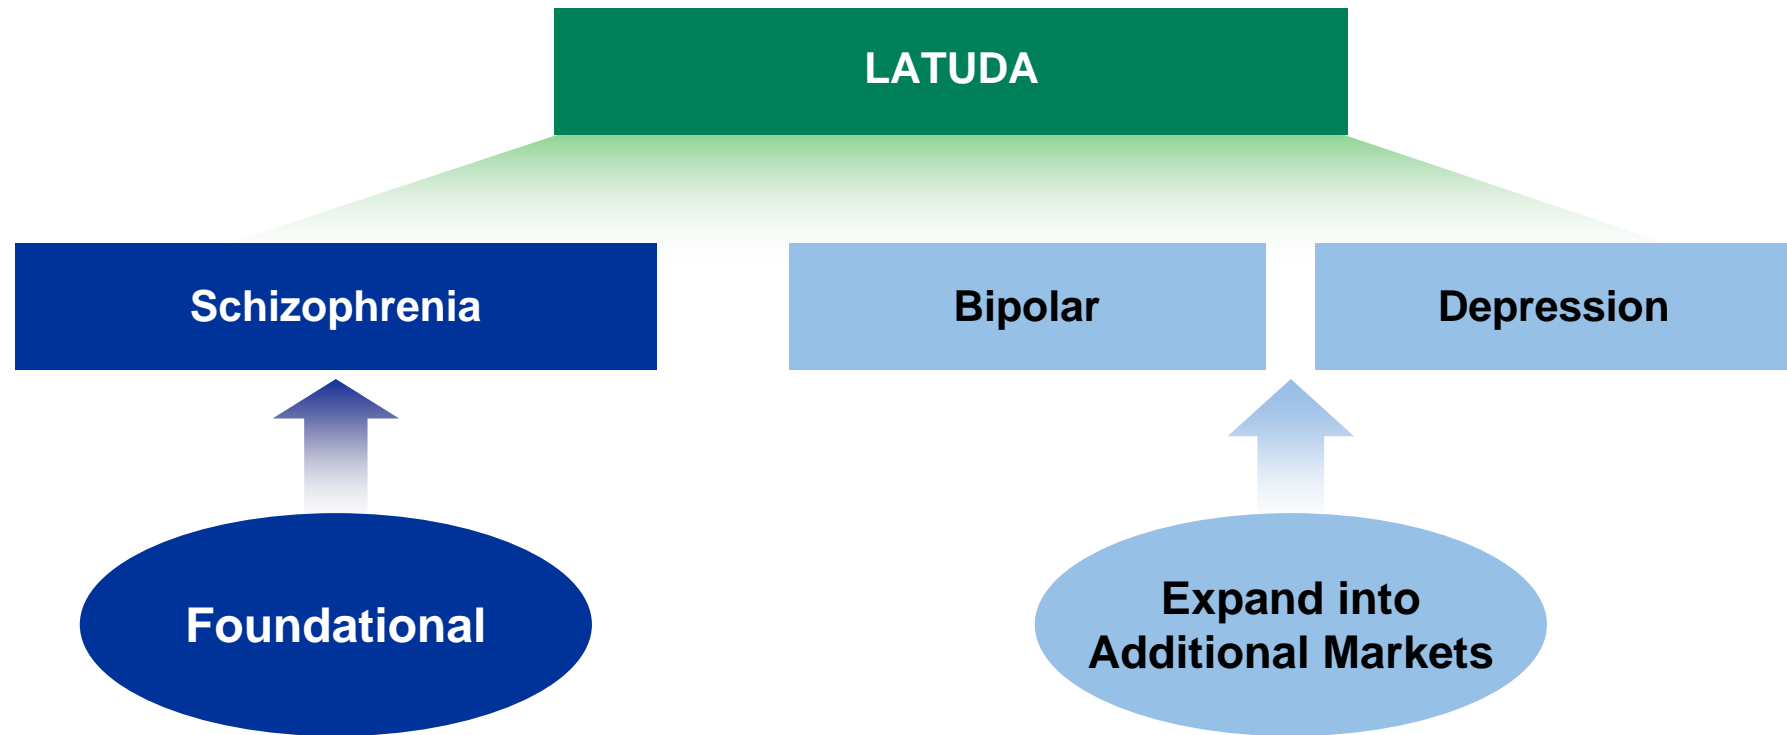 LATUDA
Schizophrenia
Bipolar
Depression
Foundational
Expand into
Additional Markets